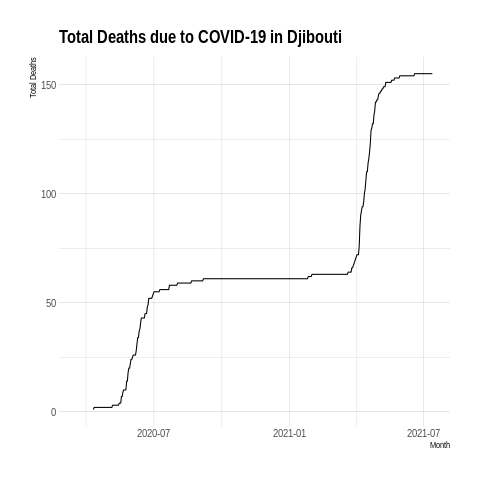 Total Deaths due to COVID-19 in Djibouti
Total Deaths
150
100
50
0
2020-07
2021-01
2021-07
Month